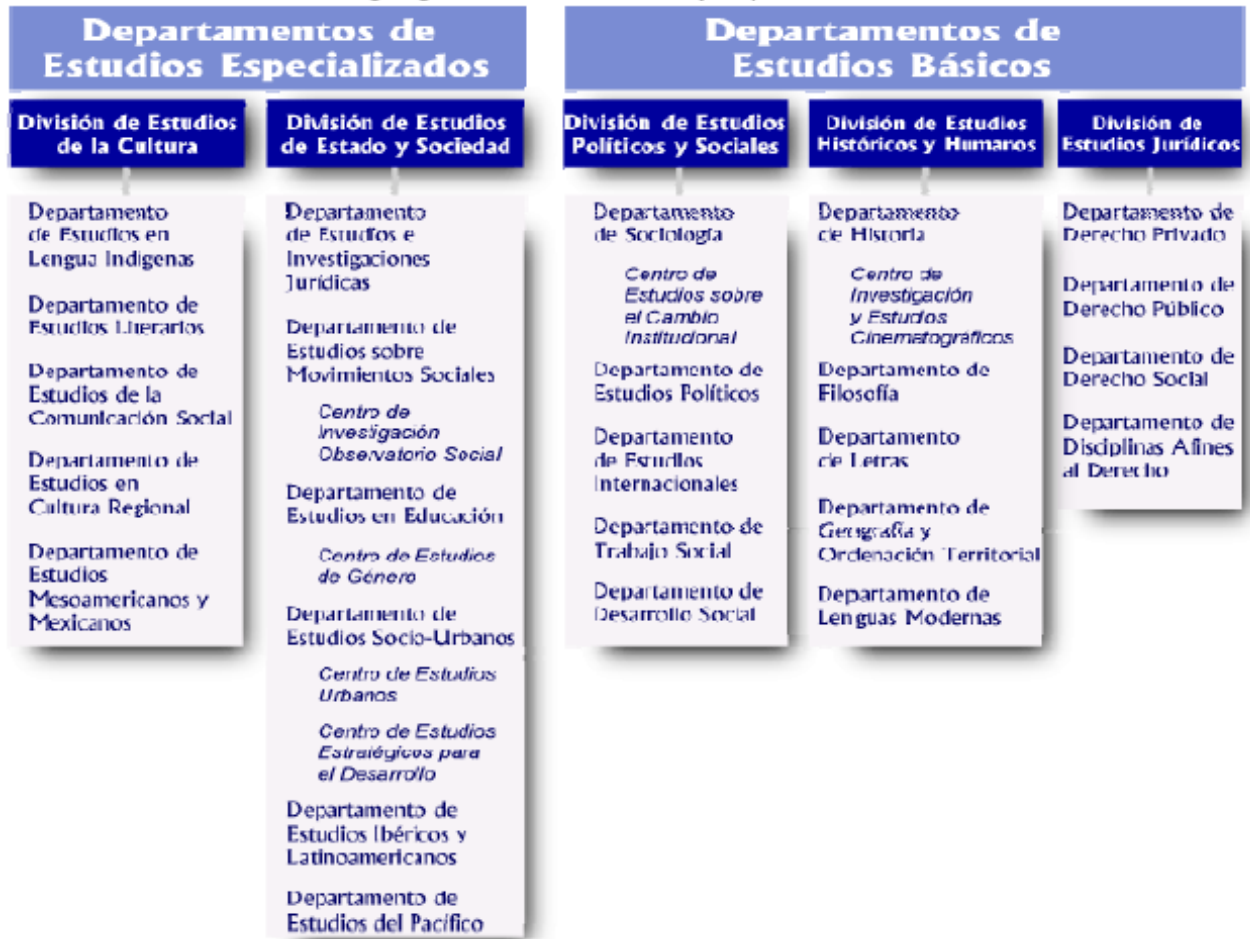 Departamentos de
Estudios Especializados
División de Estudios
de la Cultura
Departamento
de Estudios en
Lengua Indigenas
Departamento de
Estudios Literarios
Departamento de
Estudios de la
Comunicación Social
Departamento de
Estudios en
Cultura Regional
Departamento de
Estudios
Mesoamericanos y
Mexicanos
División de Estudios
de Estado y Sociedad
Departamento
de Estudios e
Investigaciones
Jurídicas
Departamento de
Estudios sobre
Movimientos Sociales
Centro de
Investigación
Observatorio Social
Departamento de
Estudios en Educación
Centro de Estudios
de Género
Departamento de
Estudios Socio-Urbanos
Centro de Estudios
Urbanos
Centro de Estudios
Estratégicos para
el Desarrollo
Departamento de
Estudios Ibéricos y
Latinoamericanos
Departamento de
Estudios del Pacífico
Departamentos de
Estudios Básicos
División de Estudios
Políticos y Sociales
Departamento
de Sociología
Centro de
Estudios sobre
el Cambio
Institucional
Departamento de
Estudios Políticos
Departamento
de Estudios
Internacionales
Departamento de
Trabajo Social
Departamento de
Desarrollo Social
División de Estudios
Históricos y Humanos
Departamento
de Historia
Centro de
Investigación
y Estudios
Cinematográficos
Departamento de
Filosofía
Departamento
de Letras
Departamento de
Geografía y
Ordenación Territorial
Departamento de
Lenguas Modernas
División de
Estudios Jurídicos
Departamento de
Derecho Privado
Departamento de
Derecho Público
Departamento de
Derecho Social
Departamento de
Disciplinas Afines
al Derecho